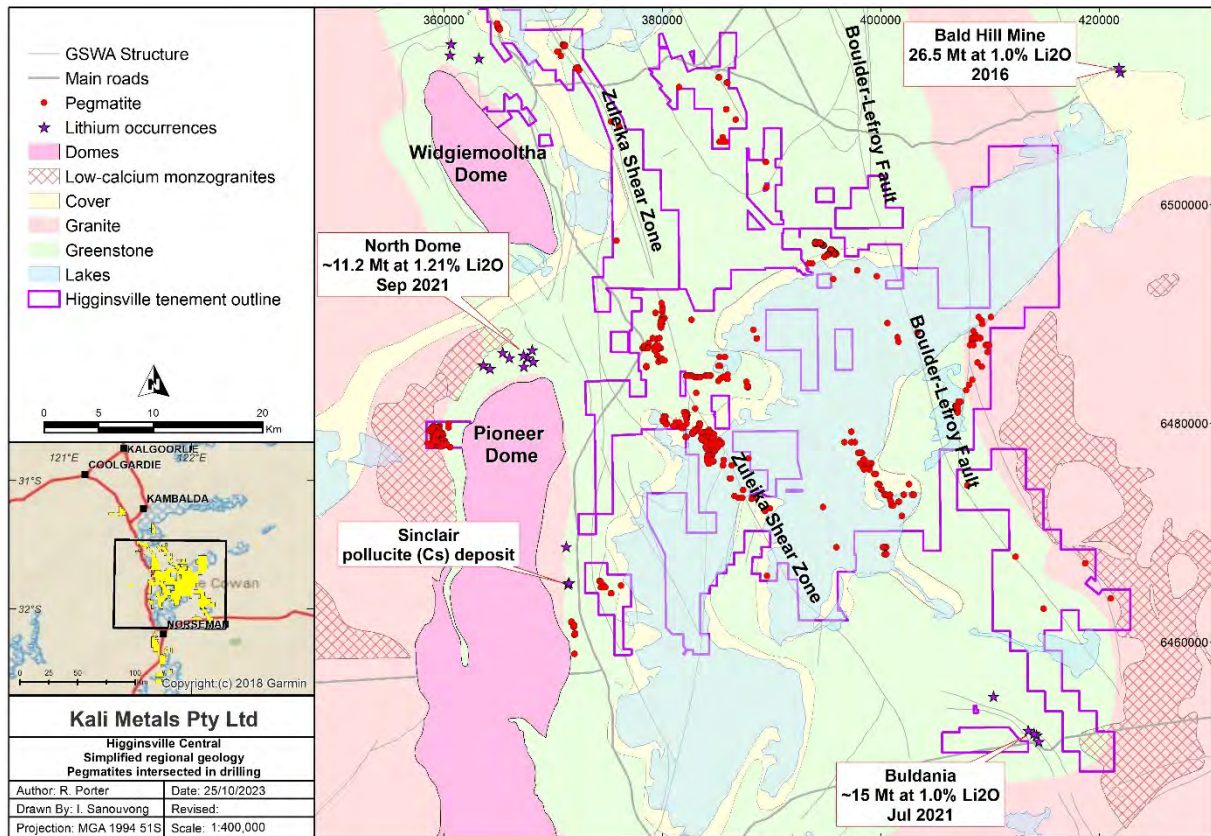 GSWA Structure
Main roads
Pegmatite
Lithium occurrences
Domes
Low-calcium monzogranites
Cover
Granite
Greenstone
Lakes
Higginsville tenement outline
N
0 5 10 20
Km
KALGOORLIE
121°E
122°E
COOLGARDIE
31°S
KAMBALDA
Cowan
32°S
NORSEMAN
0 25 50 100
Copyright:(c) 2018 Garmin
Kali Metals Pty Ltd
Higginsville Central
Simplified regional geology
Pegmatites intersected in drilling
Author: R. Porter Date: 25/10/2023
Drawn By: I. Sanouvong Revised:
Projection: MGA 1994 51S Scale: 1:400,000
360000 380000 400000 420000
Bald Hill Mine
26.5 Mt at 1.0% Li2O
2016
Zuleika Shear Zone
Boulder-Lefroy Fault
Widgiemooltha
Dome
6500000
North Dome
~11.2 Mt at 1.21% Li2O
Sep 2021
Boulder-Lefroy Fault
6480000
Pioneer
Dome
Zuleika Shear Zone
Sinclair
pollucite (Cs) deposit
6460000
Buldania
~15 Mt at 1.0% Li2O
Jul 2021